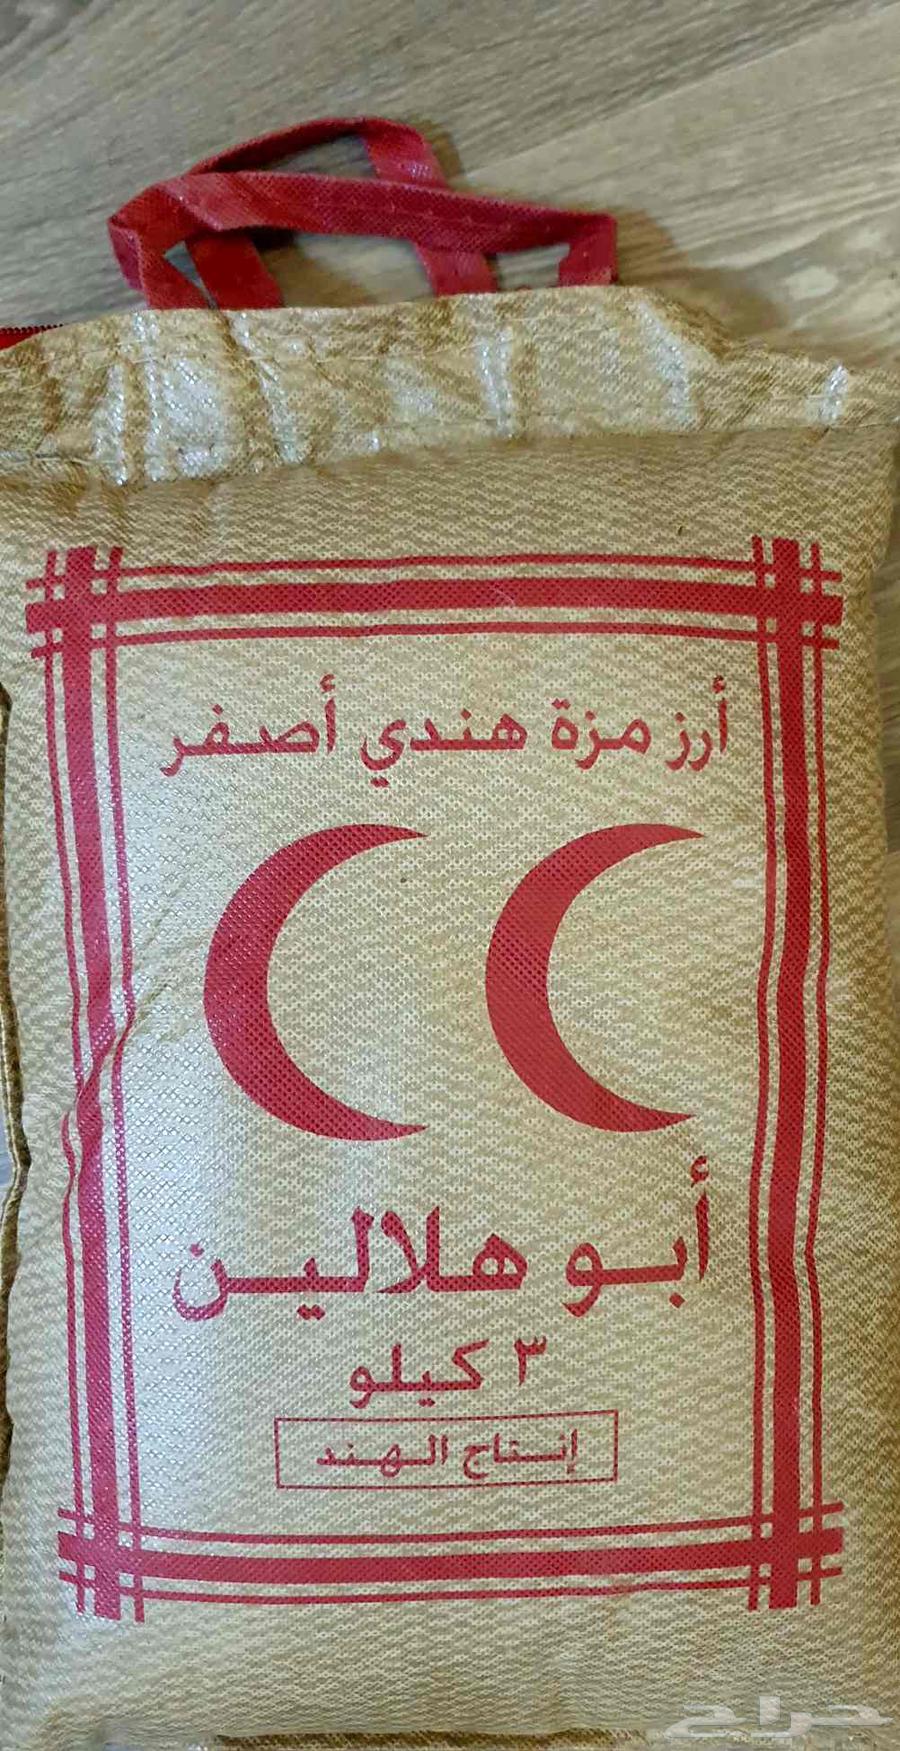 أرز مزة هندي أصفر
أبو هلالين
٣ كيلو
إنتاج الهند
حراج